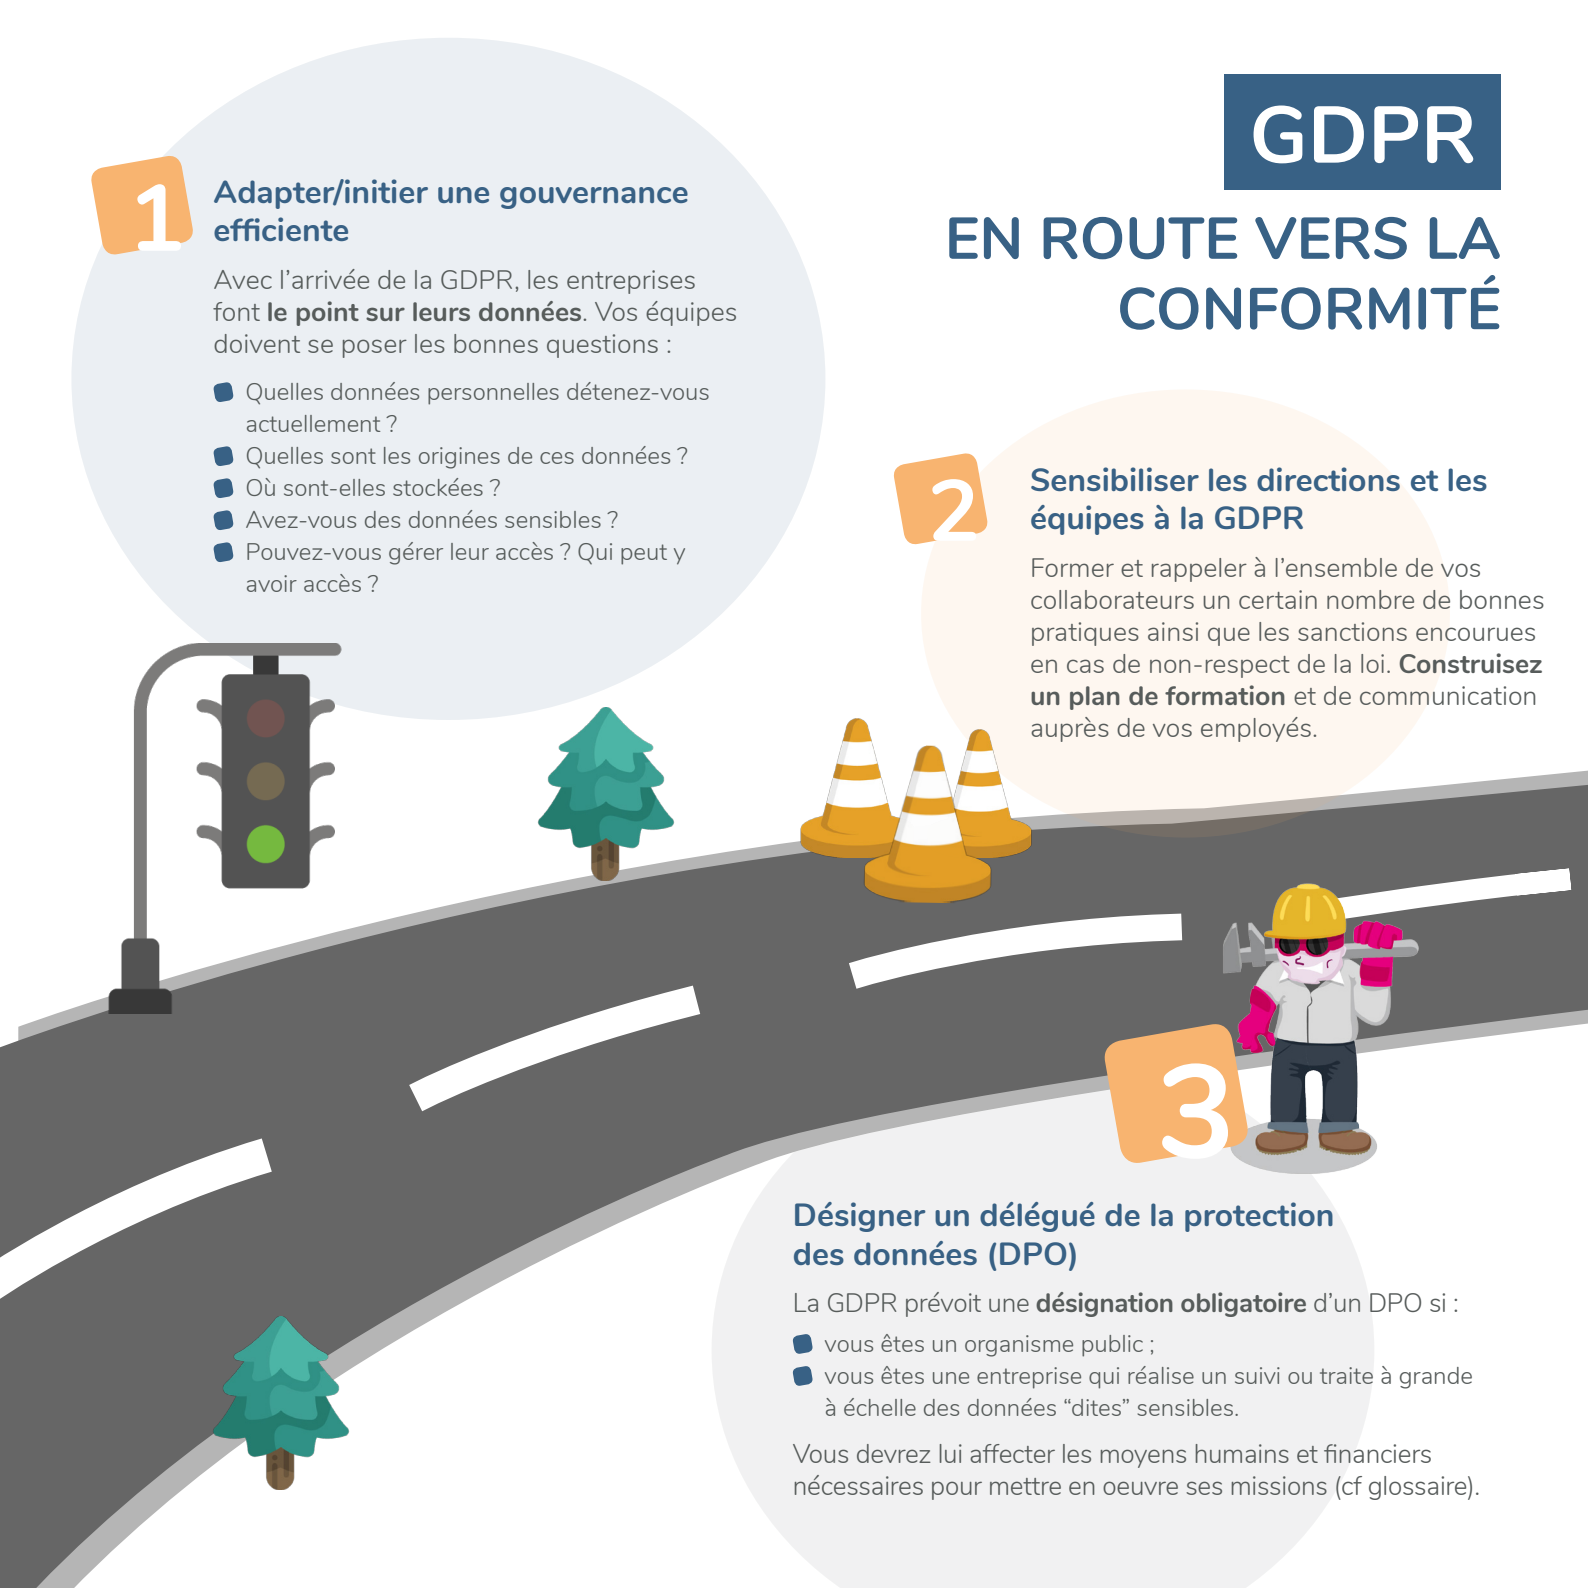 GDPR
EN ROUTE VERS LA
CONFORMITÉ
1
Adapter/initier une gouvernance
efficiente
Avec l’arrivée de la GDPR, les entreprises
font le point sur leurs données. Vos équipes
doivent se poser les bonnes questions :
Quelles données personnelles détenez-vous
actuellement ?
Quelles sont les origines de ces données ?
Où sont-elles stockées ?
Avez-vous des données sensibles ?
Pouvez-vous gérer leur accès ? Qui peut y
avoir accès ?
2
Sensibiliser les directions et les
équipes à la GDPR
Former et rappeler à l’ensemble de vos
collaborateurs un certain nombre de bonnes
pratiques ainsi que les sanctions encourues
en cas de non-respect de la loi. Construisez
un plan de formation et de communication
auprès de vos employés.
3
Désigner un délégué de la protection
des données (DPO)
La GDPR prévoit une désignation obligatoire d’un DPO si :
vous êtes un organisme public ;
vous êtes une entreprise qui réalise un suivi ou traite à grande
à échelle des données “dites” sensibles.
Vous devrez lui affecter les moyens humains et financiers
nécessaires pour mettre en oeuvre ses missions (cf glossaire).